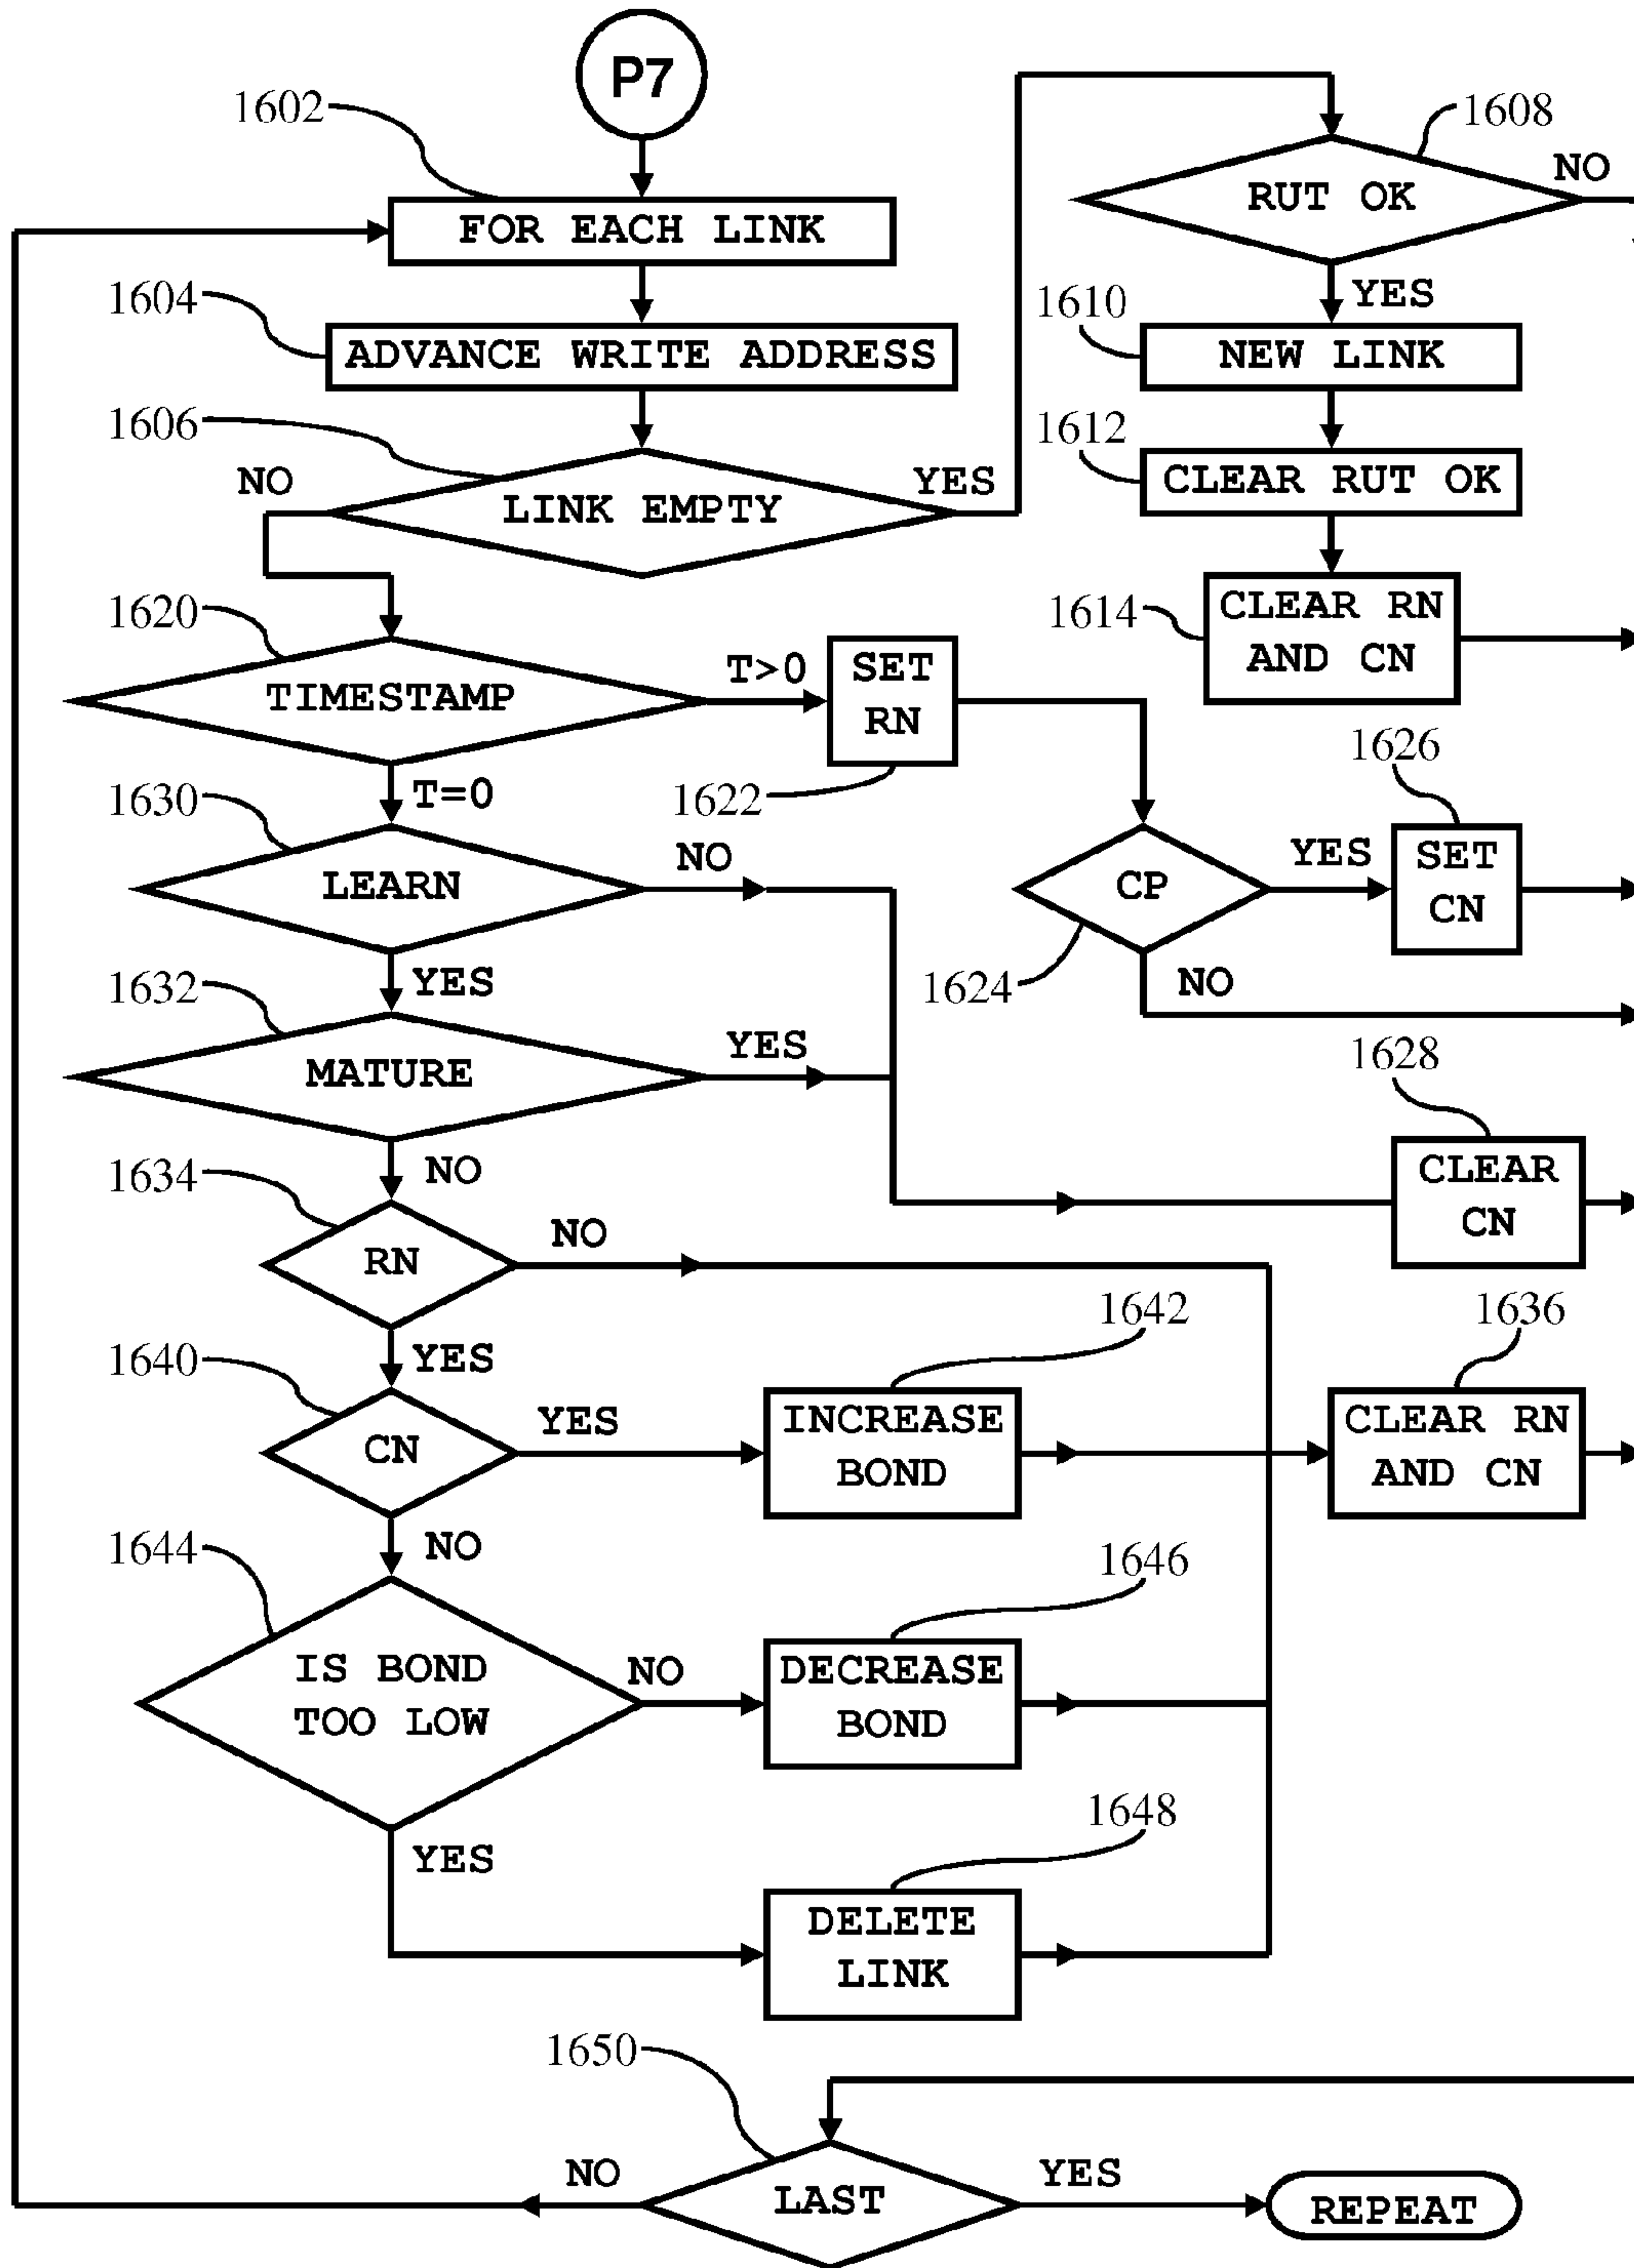 P7
1602
FOR EACH LINK
1604
ADVANCE WRITE ADDRESS
1606
NO
LINK EMPTY
YES
1608
RUT OK
NO
YES
1610
NEW LINK
1612
CLEAR RUT OK
1614
CLEAR RN
AND CN
1620
TIMESTAMP
T>0
SET
RN
1622
T=0
1630
LEARN
NO
1624
CP
YES
NO
1626
SET
CN
YES
1632
MATURE
YES
1628
CLEAR
CN
NO
1634
RN
NO
YES
1640
CN
YES
1642
INCREASE
BOND
1636
CLEAR RN
AND CN
NO
1644
IS BOND
TOO LOW
NO
1646
DECREASE
BOND
YES
1648
DELETE
LINK
1650
NO
LAST
YES
REPEAT